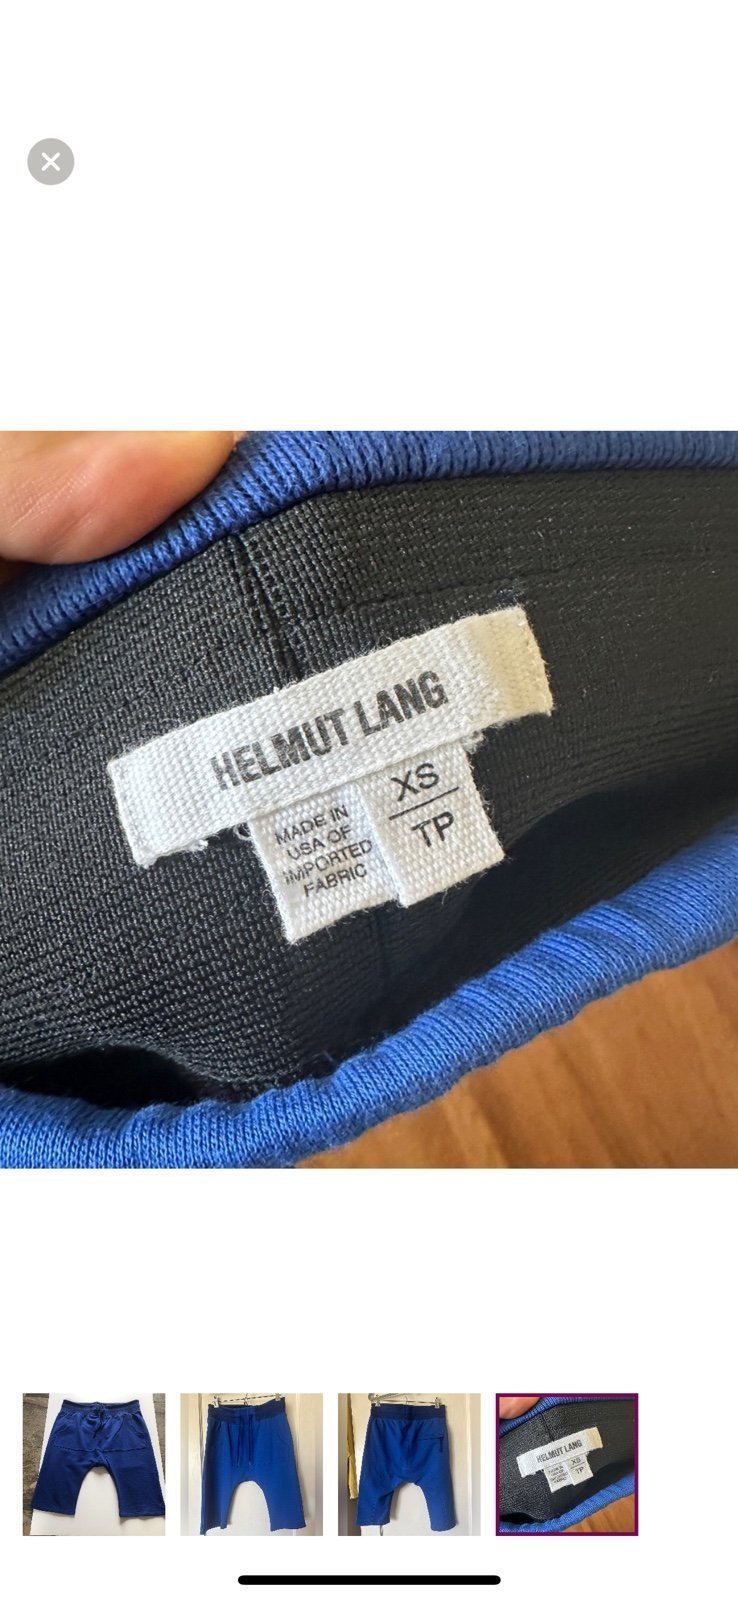 HELMUT LANG
XS
TP
MADE IN
USA OF
IMPORTED
FABRIC